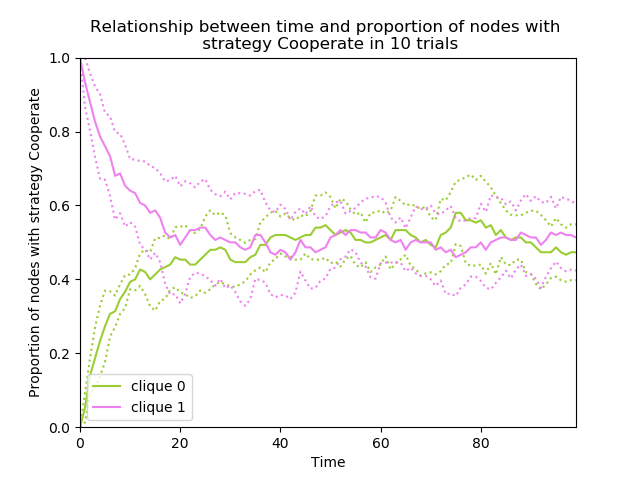 Relationship between time and proportion of nodes with
strategy Cooperate in 10 trials
Proportion of nodes with strategy Cooperate
1.0
0.8
0.6
0.4
0.2
0.0
clique 0
clique 1
0
20
40
60
80
Time